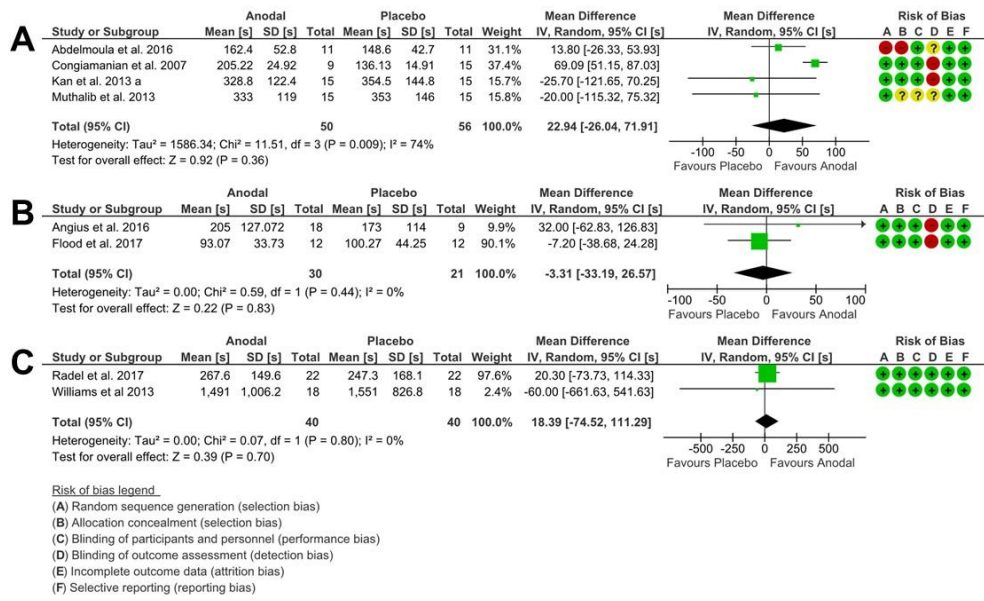 A
Anodal Placebo Mean Difference Mean Difference Risk of Bias
Study or Subgroup Mean [s] SD [s] Total Mean [s] SD [s] Total Weight IV, Random, 95% CI [s] IV, Random, 95% CI [s] A B C D E F
Abdelmoula et al. 2016 162.4 52.8 11 148.6 42.7 11 31.1% 13.80 [-26.33, 53.93] - - + ? + +
Congiamanian et al. 2007 205.22 24.92 9 136.13 14.91 15 37.4% 69.09 [51.15, 87.03] + + + - + +
Kan et al. 2013 a 328.8 122.4 15 354.5 144.8 15 15.7% -25.70 [-121.65, 70.25] + + + - + +
Muthalib et al. 2013 333 119 15 353 146 15 15.8% -20.00 [-115.32, 75.32] + ? ? ? + +
Total (95% CI) 50 56 100.0% 22.94 [-26.04, 71.91]
Heterogeneity: Tau² = 1586.34; Chi² = 11.51, df = 3 (P = 0.009); I² = 74%
Test for overall effect: Z = 0.92 (P = 0.36)
-100 -50 0 50 100
Favours Placebo Favours Anodal
B
Anodal Placebo Mean Difference Mean Difference Risk of Bias
Study or Subgroup Mean [s] SD [s] Total Mean [s] SD [s] Total Weight IV, Random, 95% CI [s] IV, Random, 95% CI [s] A B C D E F
Angius et al. 2016 205 127.072 18 173 114 9 9.9% 32.00 [-62.83, 126.83] + + + - + +
Flood et al. 2017 93.07 33.73 12 100.27 44.25 12 90.1% -7.20 [-38.68, 24.28] + + + - + +
Total (95% CI) 30 21 100.0% -3.31 [-33.19, 26.57]
Heterogeneity: Tau² = 0.00; Chi² = 0.59, df = 1 (P = 0.44); I² = 0%
Test for overall effect: Z = 0.22 (P = 0.83)
-100 -50 0 50 100
Favours Placebo Favours Anodal
C
Anodal Placebo Mean Difference Mean Difference Risk of Bias
Study or Subgroup Mean [s] SD [s] Total Mean [s] SD [s] Total Weight IV, Random, 95% CI [s] IV, Random, 95% CI [s] A B C D E F
Radel et al. 2017 267.6 149.6 22 247.3 168.1 22 97.6% 20.30 [-73.73, 114.33] + + + + + +
Williams et al 2013 1,491 1,006.2 18 1,551 826.8 18 2.4% -60.00 [-661.63, 541.63] + + + + + +
Total (95% CI) 40 40 100.0% 18.39 [-74.52, 111.29]
Heterogeneity: Tau² = 0.00; Chi² = 0.07, df = 1 (P = 0.80); I² = 0%
Test for overall effect: Z = 0.39 (P = 0.70)
-500 -250 0 250 500
Favours Placebo Favours Anodal
Risk of bias legend
(A) Random sequence generation (selection bias)
(B) Allocation concealment (selection bias)
(C) Blinding of participants and personnel (performance bias)
(D) Blinding of outcome assessment (detection bias)
(E) Incomplete outcome data (attrition bias)
(F) Selective reporting (reporting bias)